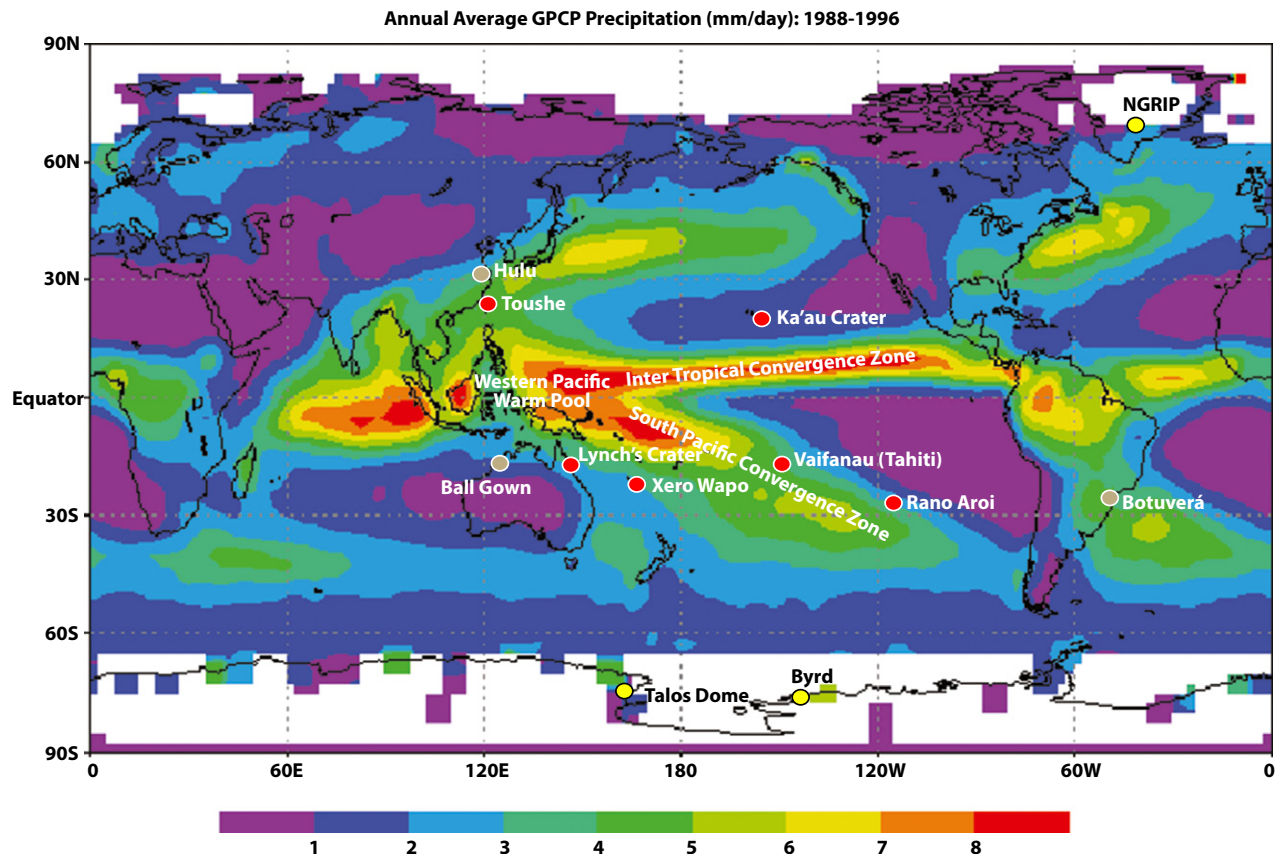 Annual Average GPCP Precipitation (mm/day): 1988-1996
90N
NGRIP
60N
30N
Hulu
Toushe
Ka'au Crater
Inter Tropical Convergence Zone
Western Pacific
Warm Pool
Equator
South Pacific Convergence Zone
Lynch's Crater
Vaifanau (Tahiti)
Ball Gown
Xero Wapo
Rano Aroi
Botuverá
30S
60S
Byrd
Talos Dome
90S
0 60E 120E 180 120W 60W 0
1 2 3 4 5 6 7 8